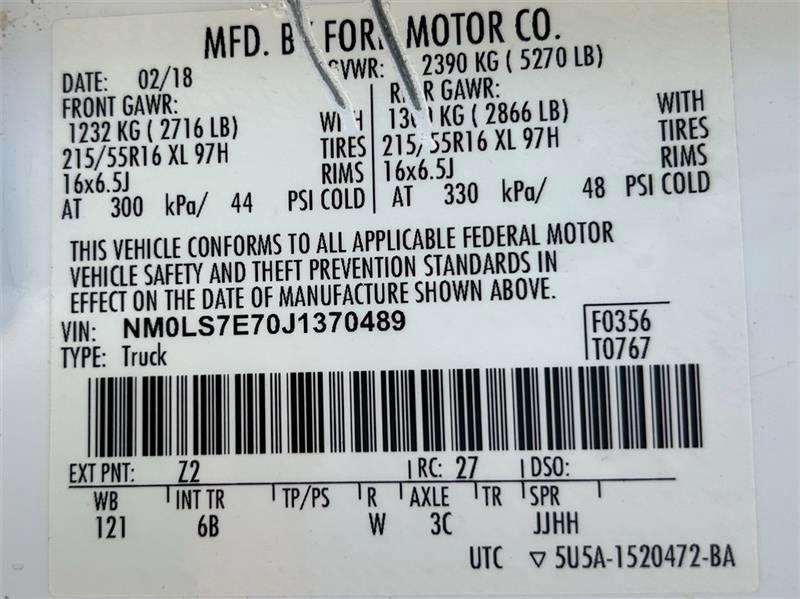 MFD. BY FORD MOTOR CO.
DATE: 02/18 GVWR: 2390 KG ( 5270 LB)
FRONT GAWR: REAR GAWR:
1232 KG ( 2716 LB) WITH KG ( 2866 LB) WITH
215/55R16 XL 97H TIRES 215/55R16 XL 97H TIRES
16x6.5J RIMS 16x6.5J RIMS
AT 300 kPa/ 44 PSI COLD AT 330 kPa/ 48 PSI COLD
THIS VEHICLE CONFORMS TO ALL APPLICABLE FEDERAL MOTOR
VEHICLE SAFETY AND THEFT PREVENTION STANDARDS IN
EFFECT ON THE DATE OF MANUFACTURE SHOWN ABOVE.
VIN: NM0LS7E70J1370489 F0356
TYPE: Truck T0767
EXT PNT: Z2 RC: 27 DSO:
WB INT TR TP/PS R AXLE TR SPR
121 6B W 3C JJHH
UTC ▽ 5U5A-1520472-BA